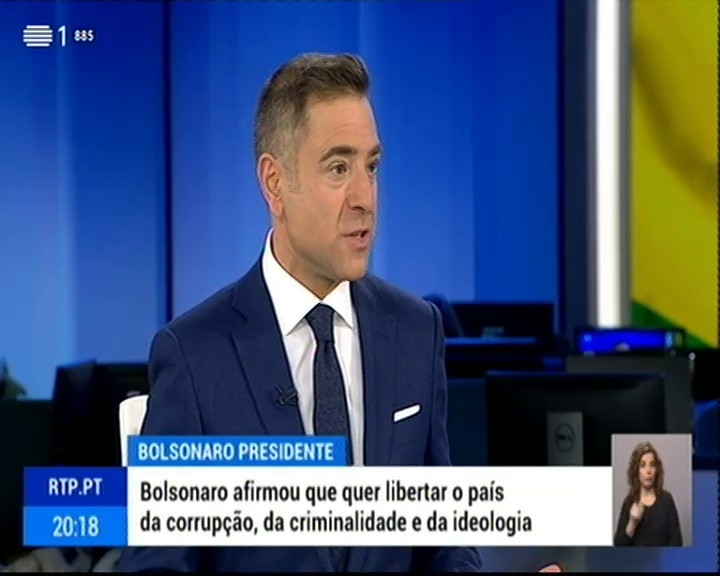 1 885
BOLSONARO PRESIDENTE
RTP.PT
Bolsonaro afirmou que quer libertar o país
da corrupção, da criminalidade e da ideologia
20:18
DELL